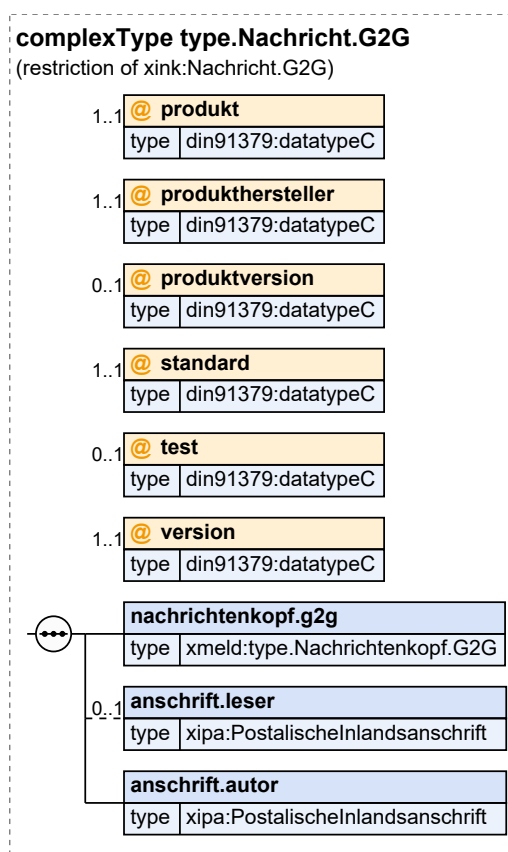 complexType type.Nachricht.G2G
(restriction of xink:Nachricht.G2G)
1..1 @ produkt
type din91379:datatypeC
1..1 @ produkthersteller
type din91379:datatypeC
0..1 @ produktversion
type din91379:datatypeC
1..1 @ standard
type din91379:datatypeC
0..1 @ test
type din91379:datatypeC
1..1 @ version
type din91379:datatypeC
nachrichtenkopf.g2g
type xmeld:type.Nachrichtenkopf.G2G
0..1 anschrift.leser
type xipa:PostalischeInlandsanschrift
anschrift.autor
type xipa:PostalischeInlandsanschrift